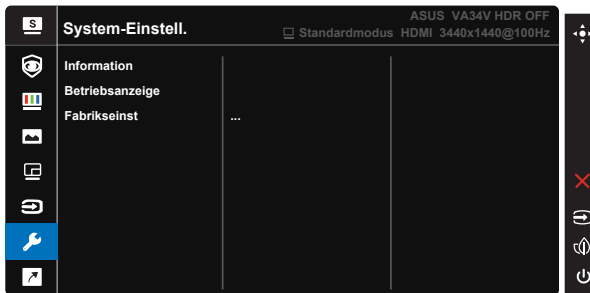 S
System-Einstell.
ASUS VA34V HDR OFF
Standardmodus HDMI 3440x1440@100Hz
Information
Betriebsanzeige
Fabrikseinst ...